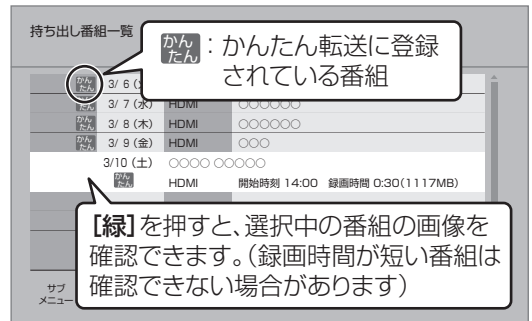 持ち出し番組一覧
かんたん：かんたん転送に登録
されている番組
かんたん 3/ 6（
かんたん 3/ 7（水） HDMI ○○○○○○
かんたん 3/ 8（木） HDMI ○○○○○○
かんたん 3/ 9（金） HDMI ○○○
3/10（土） ○○○○ ○○○○○
かんたん HDMI 開始時刻 14:00 録画時間 0:30（1117MB）
［緑］を押すと、選択中の番組の画像を
確認できます。（録画時間が短い番組は
確認できない場合があります）
サブ
メニュー